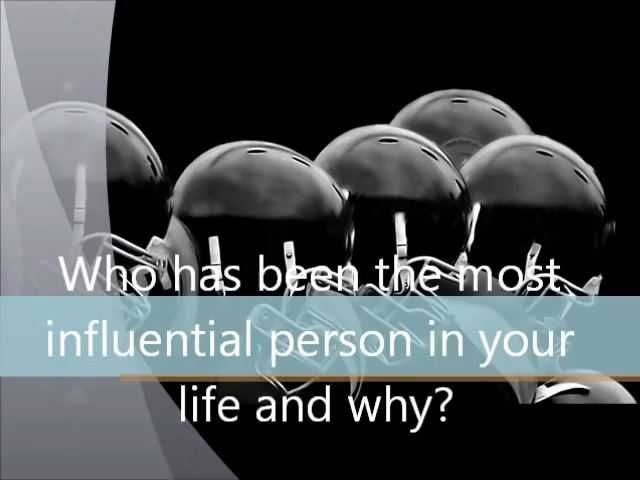 Who has been the most
influential person in your
life and why?